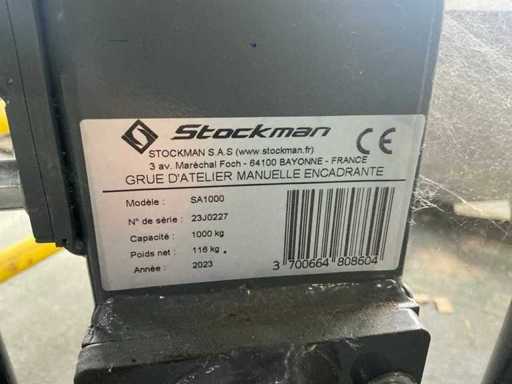 Stockman
CE
STOCKMAN S.A.S (www.stockman.fr)
3 av. Maréchal Foch - 64100 BAYONNE - FRANCE
GRUE D'ATELIER MANUELLE ENCADRANTE
Modèle : SA1000
N° de série : 23J0227
Capacité : 1000 kg
Poids net : 116 kg
Année : 2023
3 700664 808604